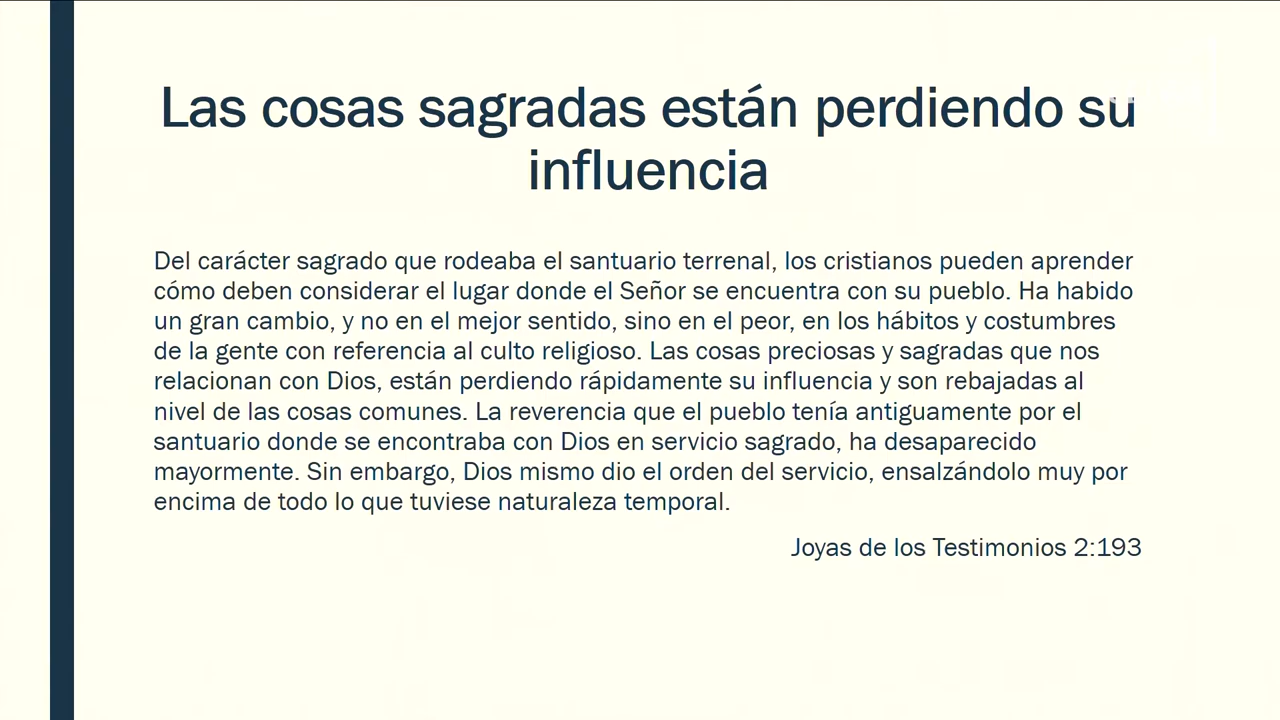 Las cosas sagradas están perdiendo su
influencia
Del carácter sagrado que rodeaba el santuario terrenal, los cristianos pueden aprender
cómo deben considerar el lugar donde el Señor se encuentra con su pueblo. Ha habido
un gran cambio, y no en el mejor sentido, sino en el peor, en los hábitos y costumbres
de la gente con referencia al culto religioso. Las cosas preciosas y sagradas que nos
relacionan con Dios, están perdiendo rápidamente su influencia y son rebajadas al
nivel de las cosas comunes. La reverencia que el pueblo tenía antiguamente por el
santuario donde se encontraba con Dios en servicio sagrado, ha desaparecido
mayormente. Sin embargo, Dios mismo dio el orden del servicio, ensalzándolo muy por
encima de todo lo que tuviese naturaleza temporal.
Joyas de los Testimonios 2:193